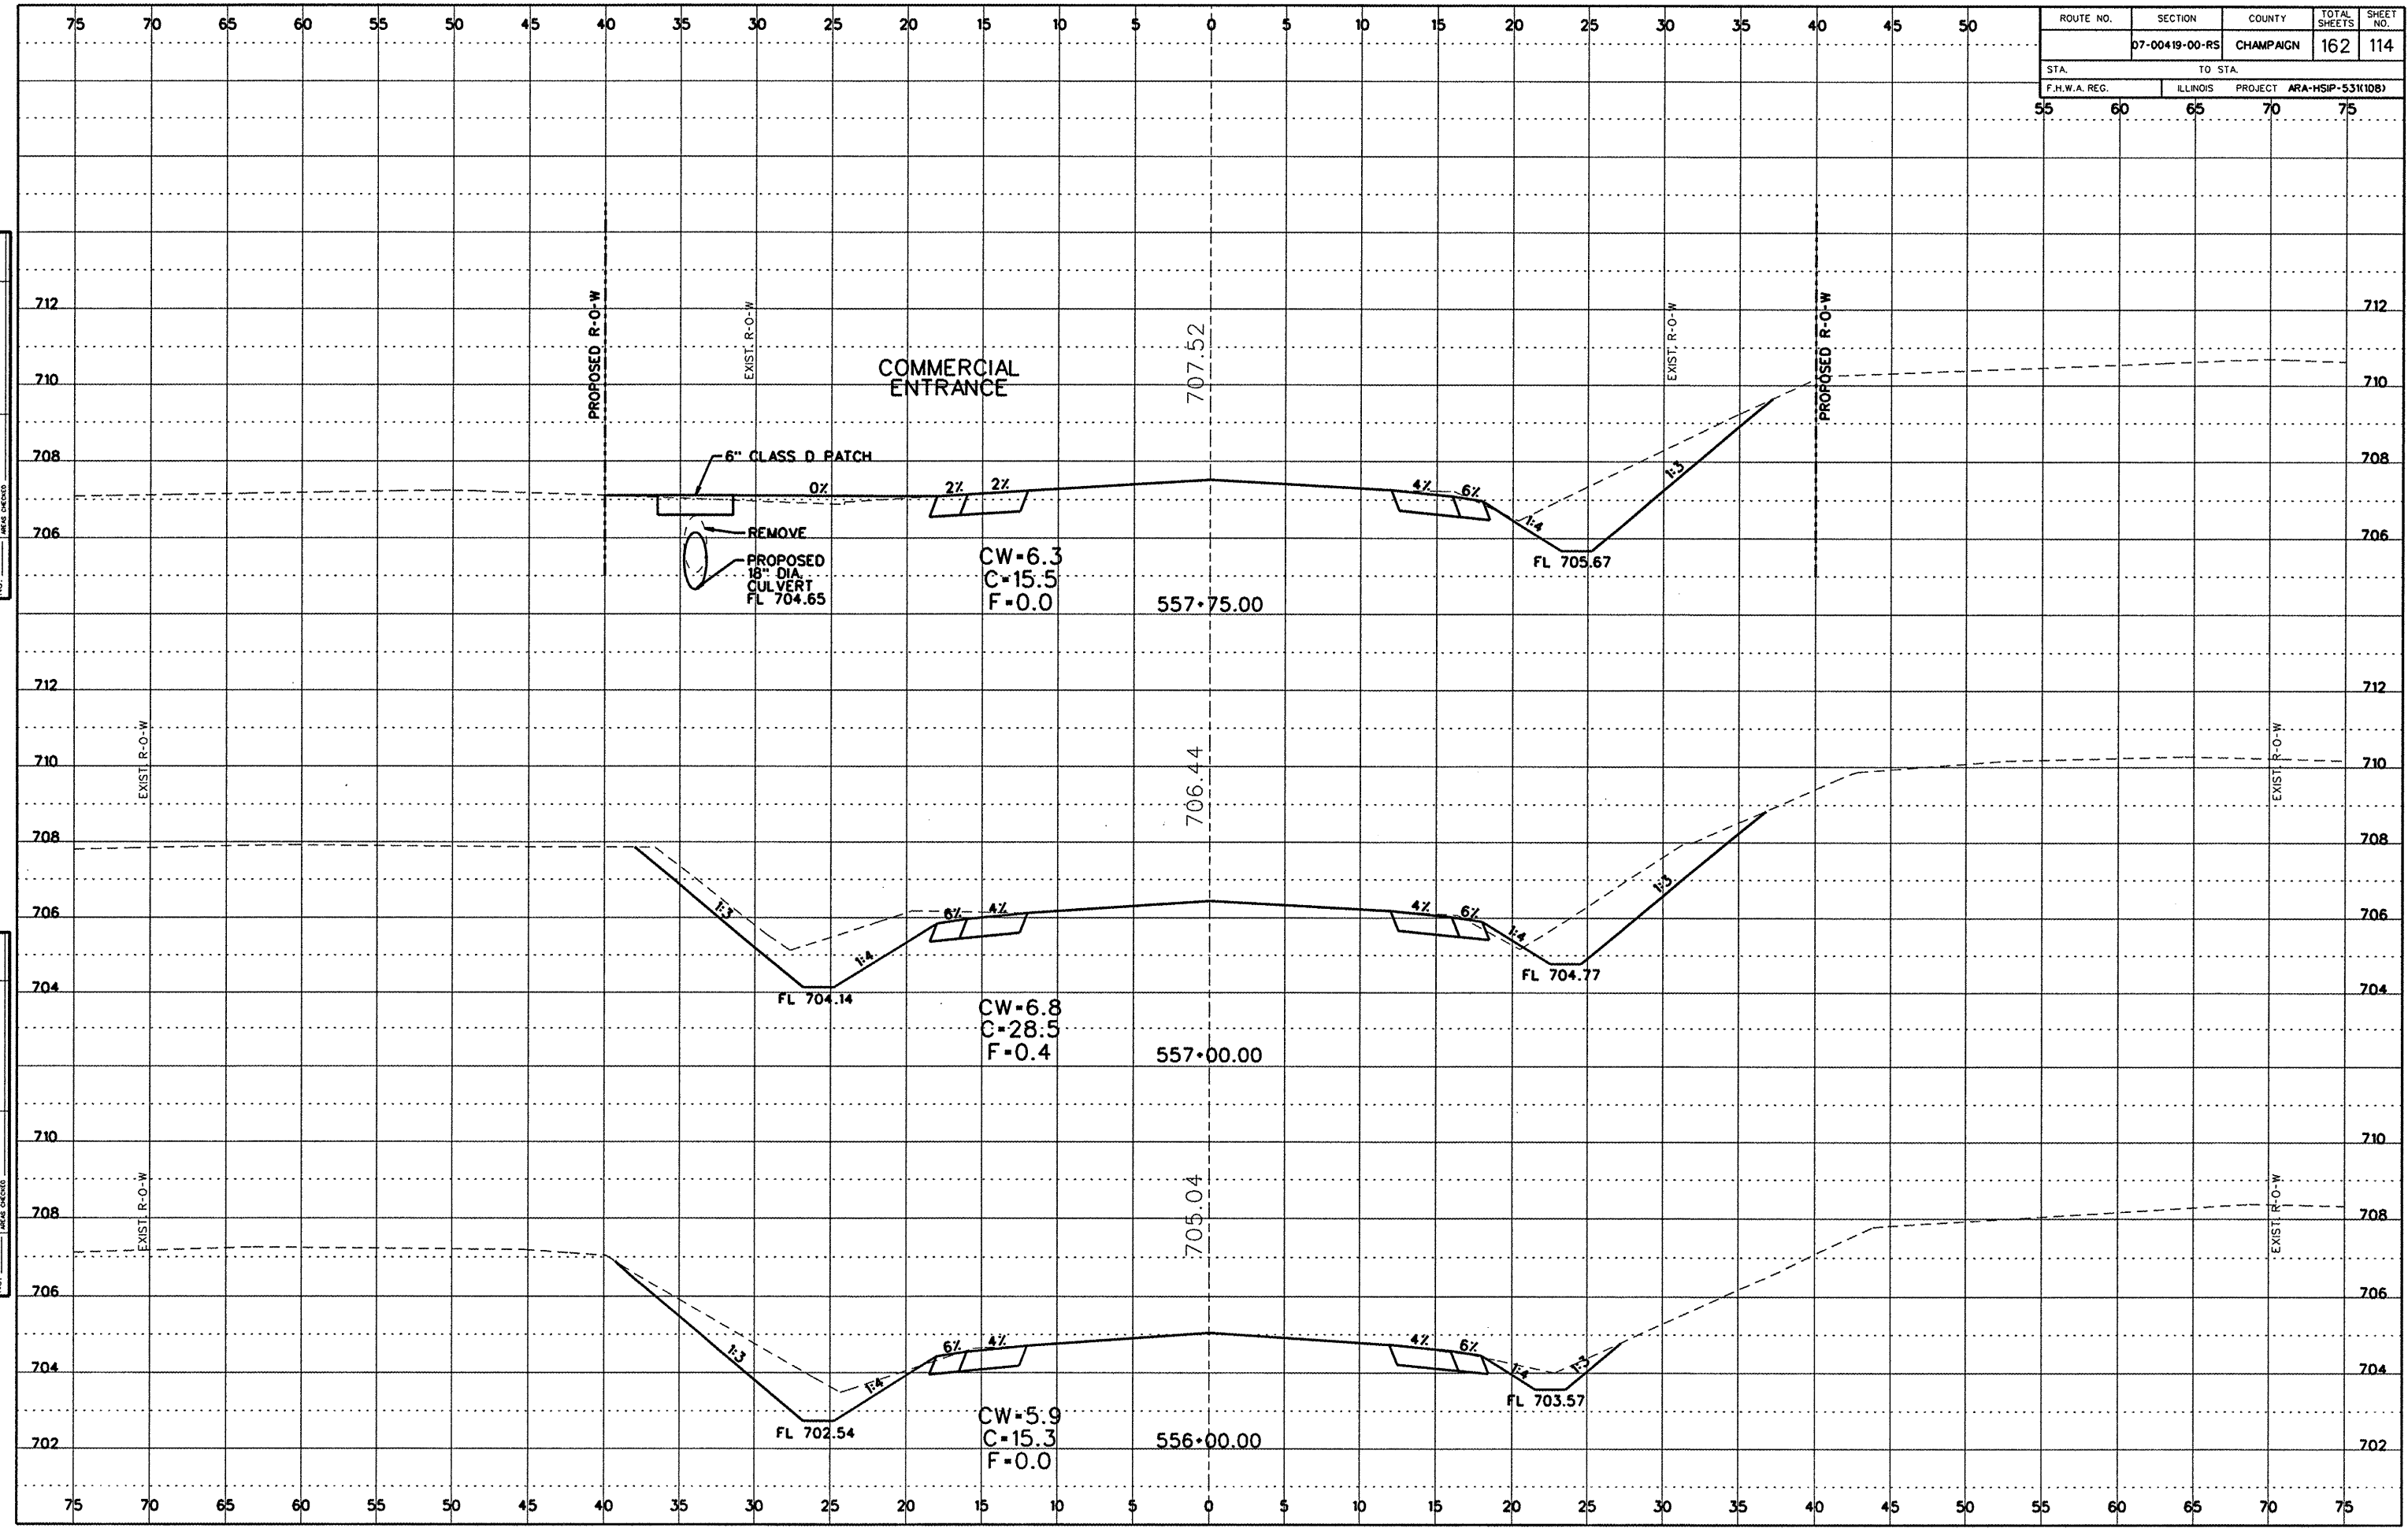 75 70 65 60 55 50 45 40 35 30 25 20 15 10 5 0 5 10 15 20 25 30 35 40 45 50
ROUTE NO. SECTION COUNTY TOTAL SHEETS SHEET NO.
07-00419-00-RS CHAMPAIGN 162 114
STA. TO STA.
F.H.W.A. REG. ILLINOIS PROJECT ARA-HSIP-531(108)
55 60 65 70 75
712 712
710 710
708 708
706 706
PROPOSED R-O-W
EXIST. R-O-W
COMMERCIAL
ENTRANCE
707.52
EXIST. R-O-W
PROPOSED R-O-W
6" CLASS D PATCH
0% 2% 2% 4% 6%
1:4
1:3
REMOVE
PROPOSED
18" DIA.
CULVERT
FL 704.65
CW=6.3
C=15.5
F=0.0
557+75.00
FL 705.67
712 712
710 710
708 708
706 706
704 704
EXIST. R-O-W
706.44
EXIST. R-O-W
1:3
1:4
6% 4% 4% 6%
1:4
1:3
FL 704.14
FL 704.77
CW=6.8
C=28.5
F=0.4
557+00.00
710 710
708 708
706 706
704 704
702 702
EXIST. R-O-W
705.04
EXIST. R-O-W
1:3
1:4
6% 4% 4% 6%
1:4
1:3
FL 702.54
FL 703.57
CW=5.9
C=15.3
F=0.0
556+00.00
75 70 65 60 55 50 45 40 35 30 25 20 15 10 5 0 5 10 15 20 25 30 35 40 45 50 55 60 65 70 75
AREAS CHECKED
AREAS CHECKED